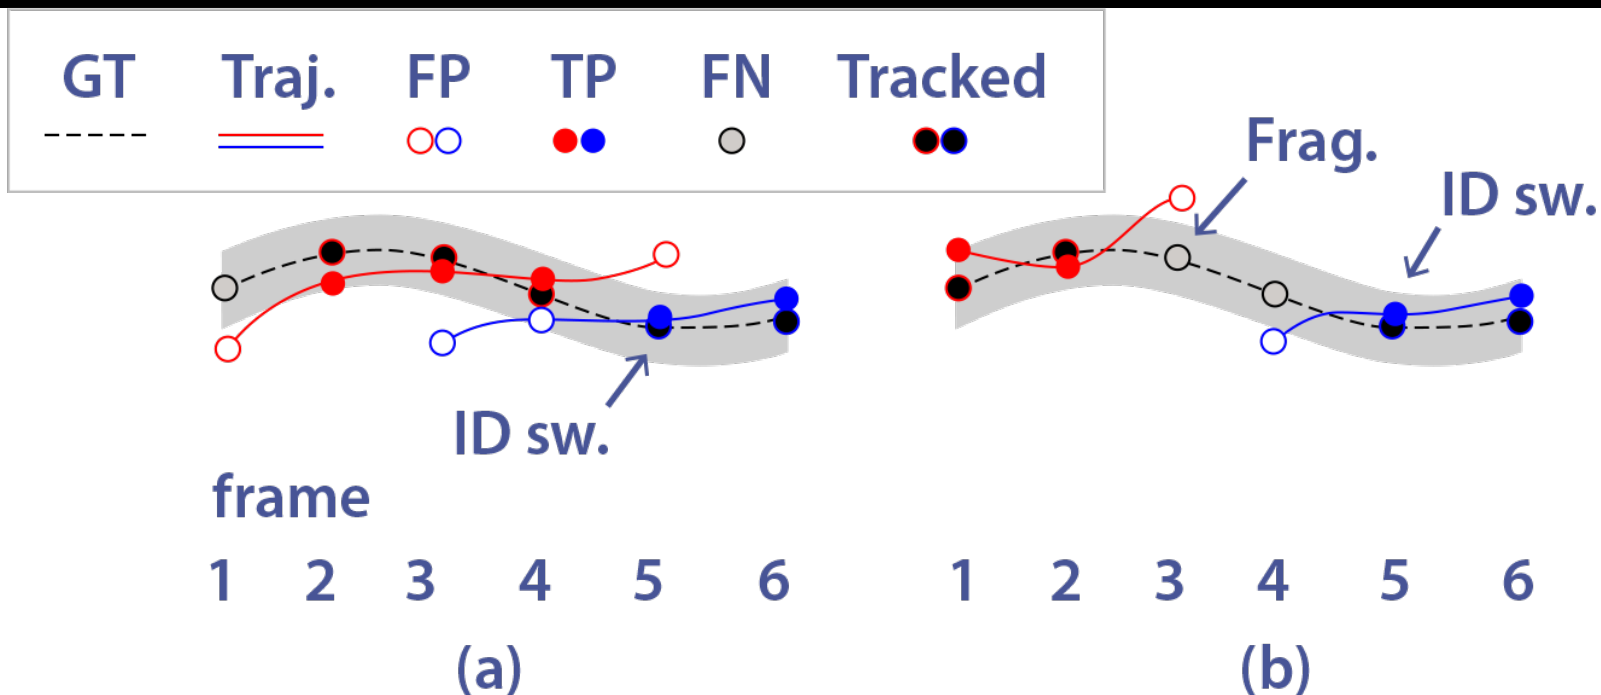 GT Traj. FP TP FN Tracked
Frag.
ID sw.
ID sw.
frame
1 2 3 4 5 6 1 2 3 4 5 6
(a) (b)